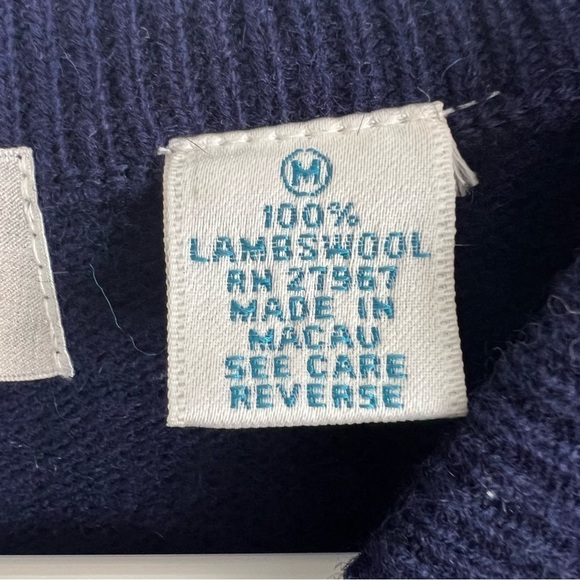 M
100%
LAMBSWOOL
RN 27967
MADE IN
MACAU
SEE CARE
REVERSE